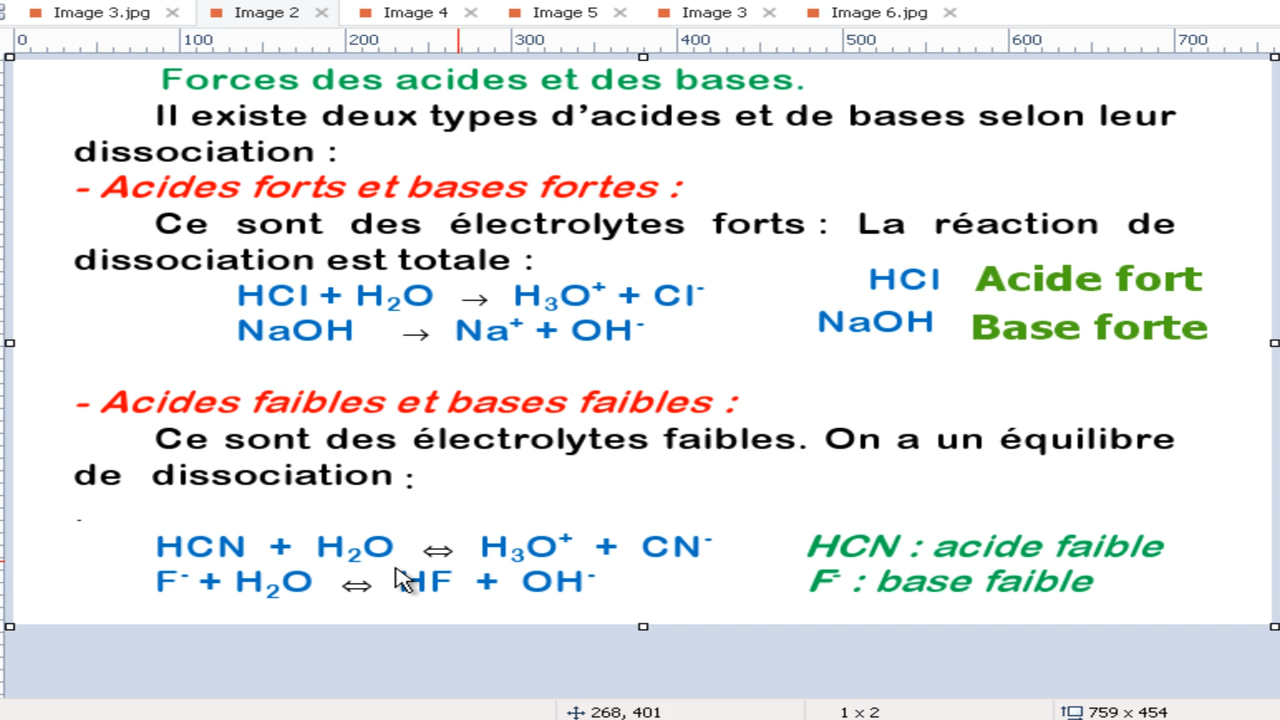 Image 3.jpg Image 2 Image 4 Image 5 Image 3 Image 6.jpg
0 100 200 300 400 500 600 700
Forces des acides et des bases.
Il existe deux types d’acides et de bases selon leur
dissociation :
- Acides forts et bases fortes :
Ce sont des électrolytes forts : La réaction de
dissociation est totale :
HCl + H₂O → H₃O⁺ + Cl⁻ HCl Acide fort
NaOH → Na⁺ + OH⁻ NaOH Base forte
- Acides faibles et bases faibles :
Ce sont des électrolytes faibles. On a un équilibre
de dissociation :
-
HCN + H₂O ⇔ H₃O⁺ + CN⁻ HCN : acide faible
F⁻ + H₂O ⇔ HF + OH⁻ F⁻ : base faible
268, 401 1 x 2 759 x 454